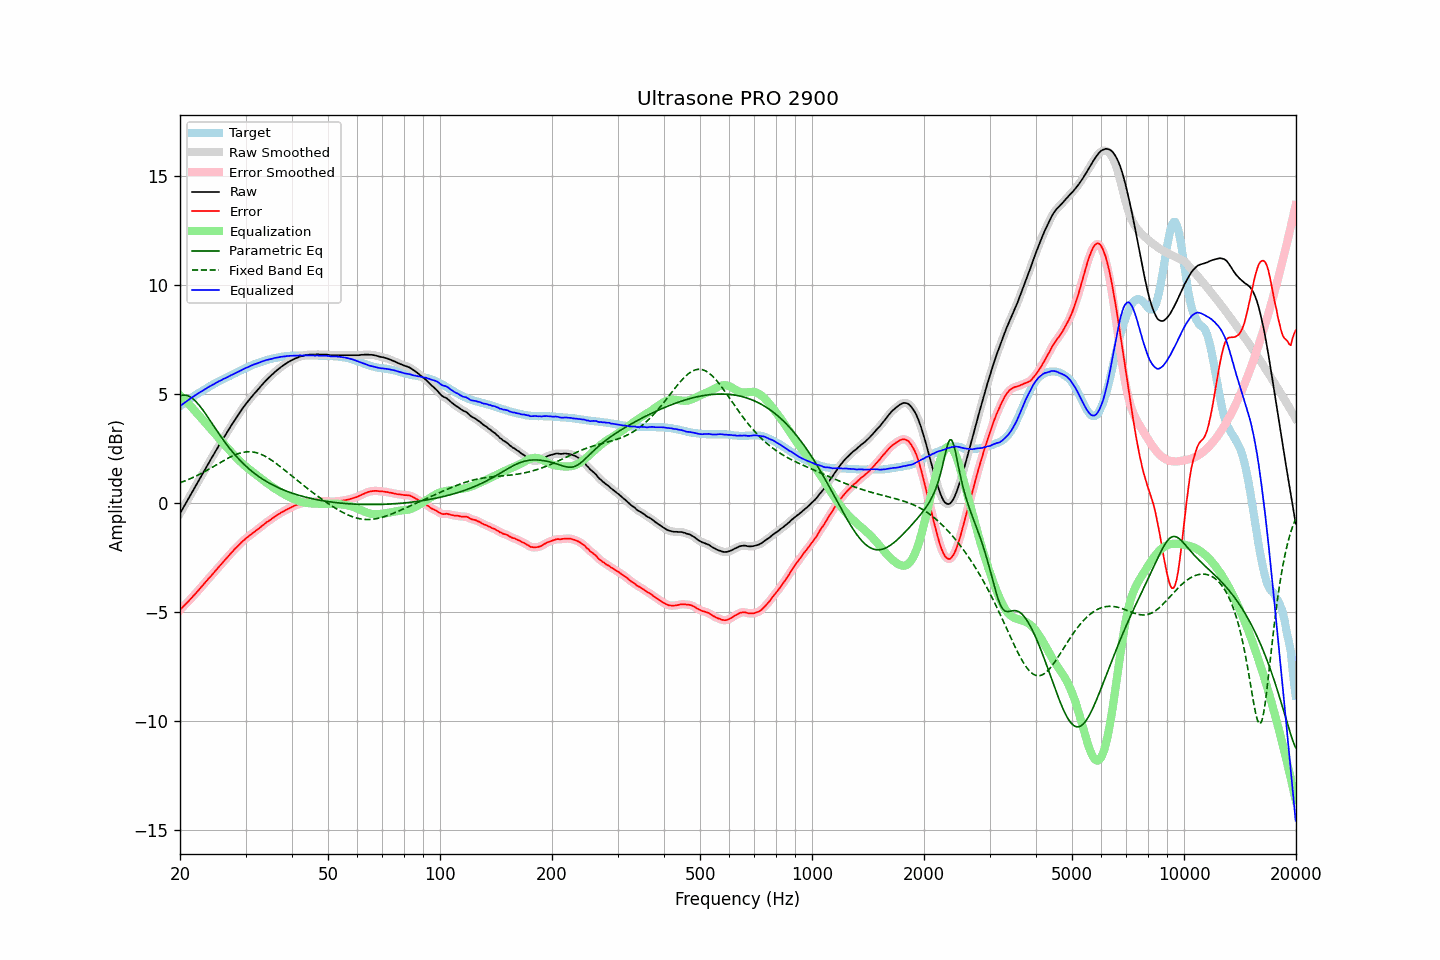 Ultrasone PRO 2900
Target
Raw Smoothed
Error Smoothed
Raw
Error
Equalization
Parametric Eq
Fixed Band Eq
Equalized
Amplitude (dBr)
15
10
5
0
−5
−10
−15
20 50 100 200 500 1000 2000 5000 10000 20000
Frequency (Hz)